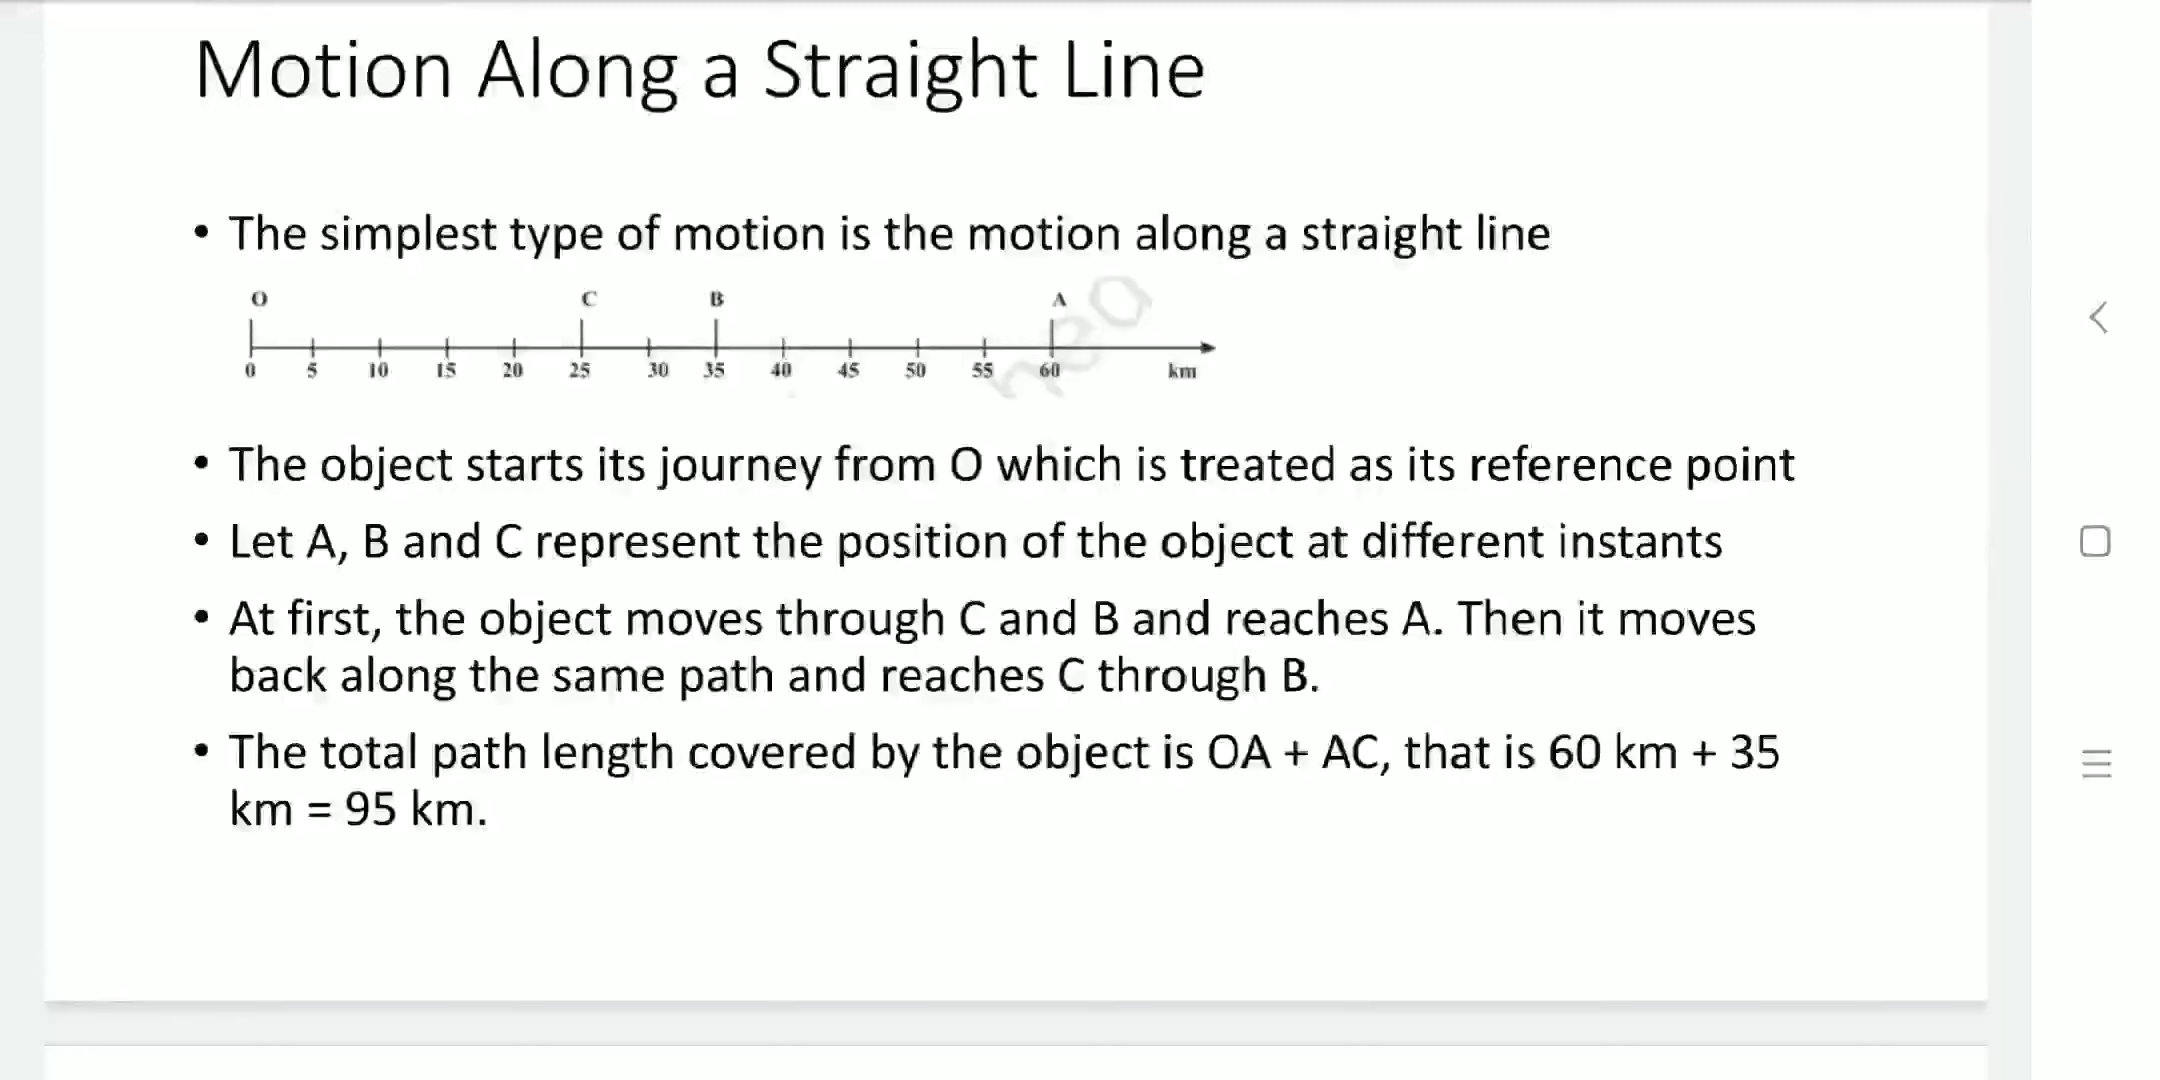 Motion Along a Straight Line
• The simplest type of motion is the motion along a straight line
O C B A
0 5 10 15 20 25 30 35 40 45 50 55 60 km
• The object starts its journey from O which is treated as its reference point
• Let A, B and C represent the position of the object at different instants
• At first, the object moves through C and B and reaches A. Then it moves
back along the same path and reaches C through B.
• The total path length covered by the object is OA + AC, that is 60 km + 35
km = 95 km.